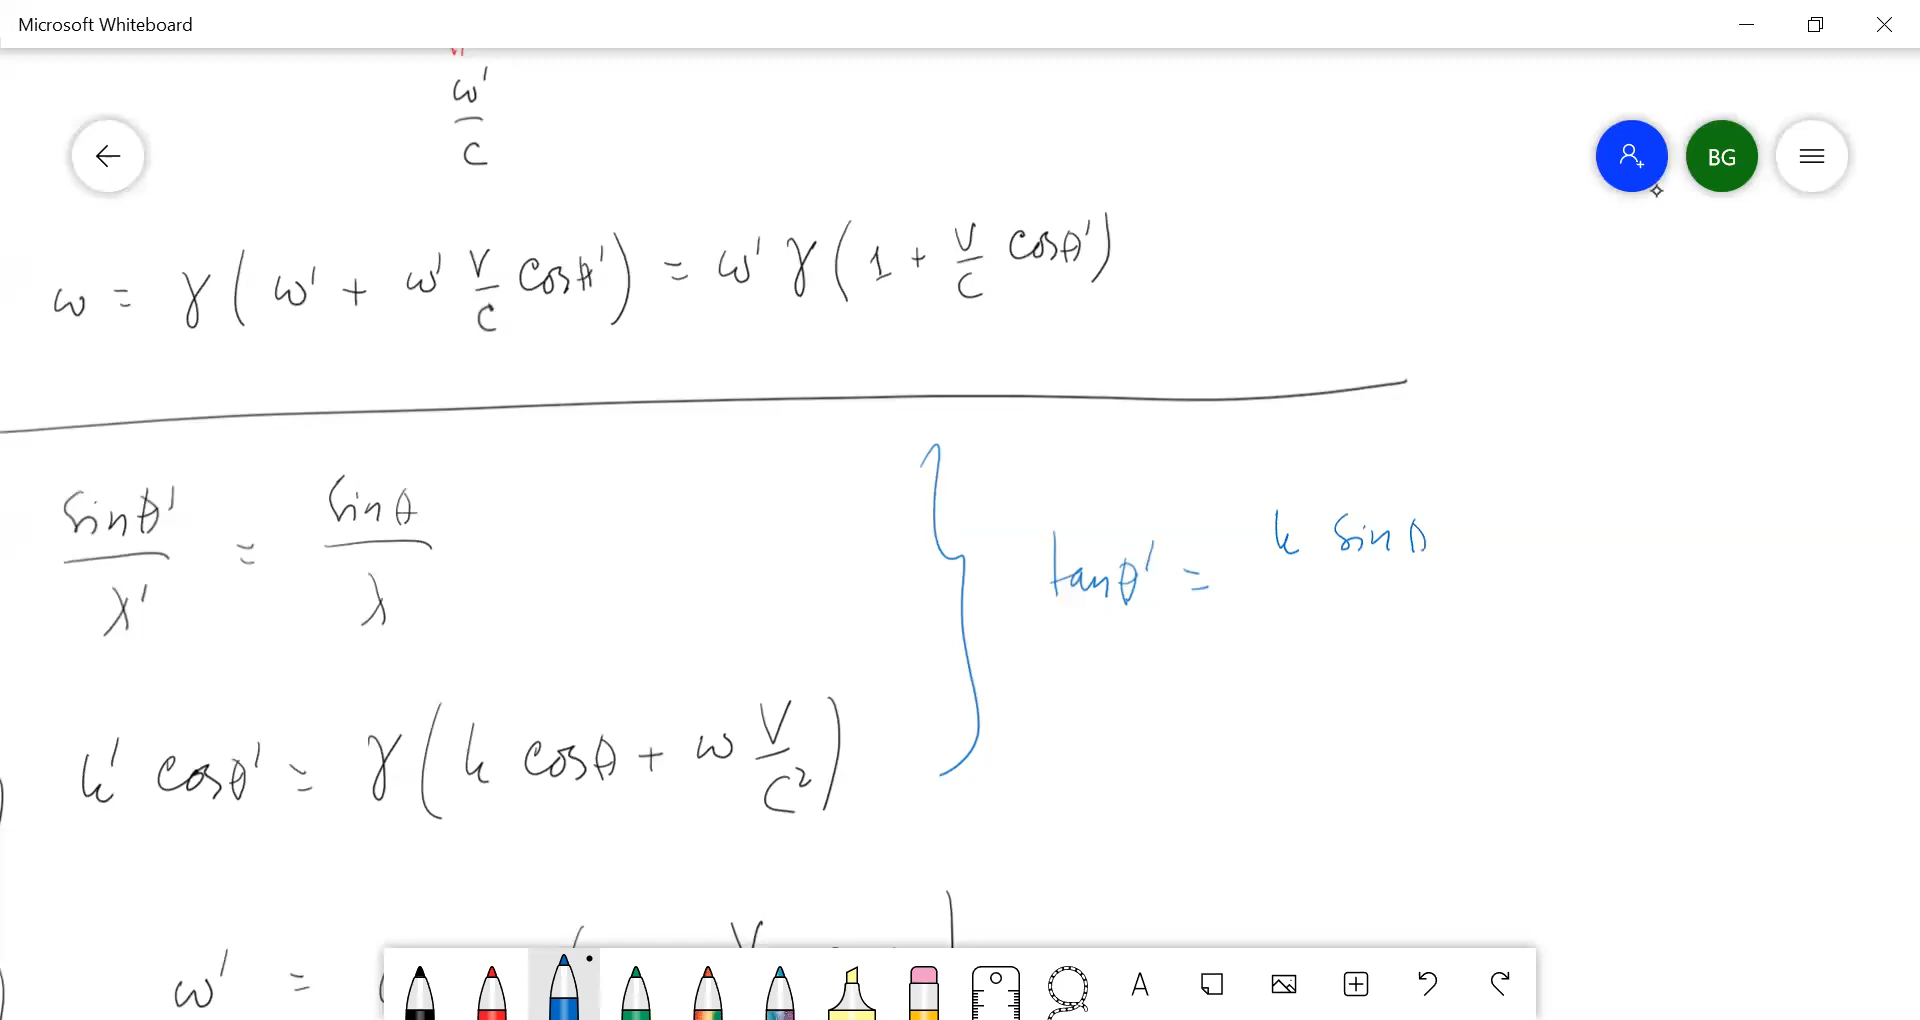 Microsoft Whiteboard
ω'/c
BG
ω = γ ( ω' + ω' v/c cosθ' ) = ω' γ ( 1 + v/c cosθ' )
sinθ'/λ' = sinθ/λ
tanθ' = k sinθ
k' cosθ' = γ ( k cosθ + ω V/c² )
ω' =
V
A